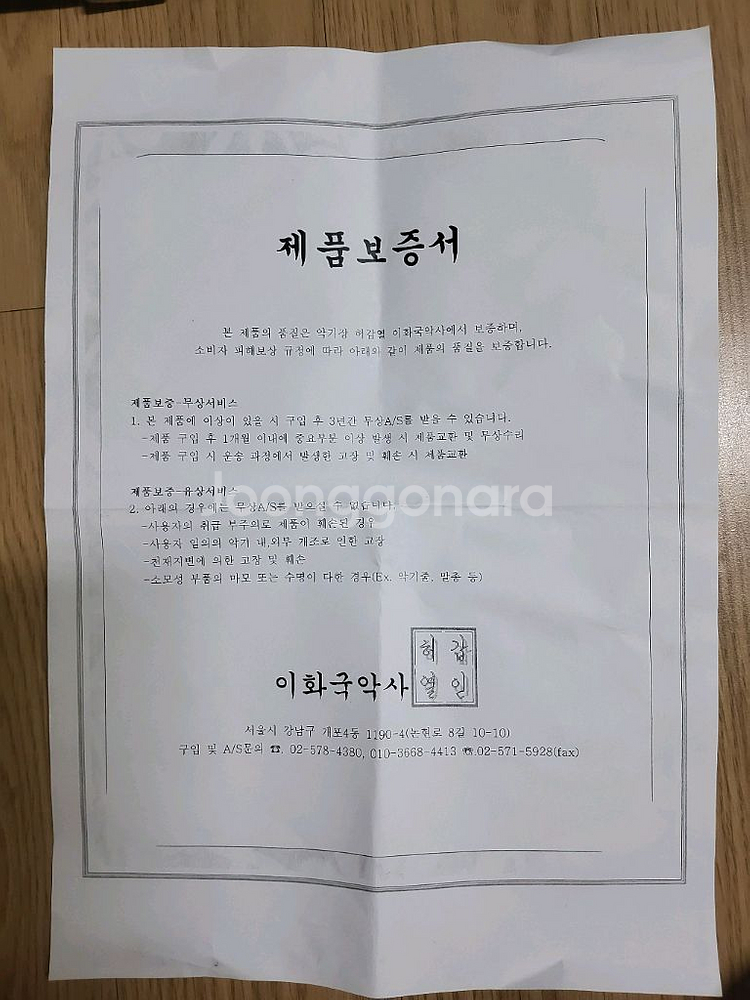 제품보증서
본 제품의 품질은 악기장 허갑열 이화국악사에서 보증하며,
소비자 피해보상 규정에 따라 아래와 같이 제품의 품질을 보증합니다.
제품보증-무상서비스
1. 본 제품에 이상이 있을 시 구입 후 3년간 무상A/S를 받을 수 있습니다.
-제품 구입 후 1개월 이내에 중요부분 이상 발생 시 제품교환 및 무상수리
-제품 구입 시 운송 과정에서 발생한 고장 및 훼손 시 제품교환
제품보증-유상서비스
2. 아래의 경우에는 무상A/S를 받으실 수 없습니다.
joonggonara
-사용자의 취급 부주의로 제품이 훼손된 경우
-사용자 임의의 악기 내,외부 개조로 인한 고장
-천재지변에 의한 고장 및 훼손
-소모성 부품의 마모 또는 수명이 다한 경우(Ex. 악기줄, 말총 등)
이화국악사
허 갑
열 인
서울시 강남구 개포4동 1190-4(논현로 8길 10-10)
구입 및 A/S문의 ☎. 02-578-4380, 010-3668-4413 ☏.02-571-5928(fax)